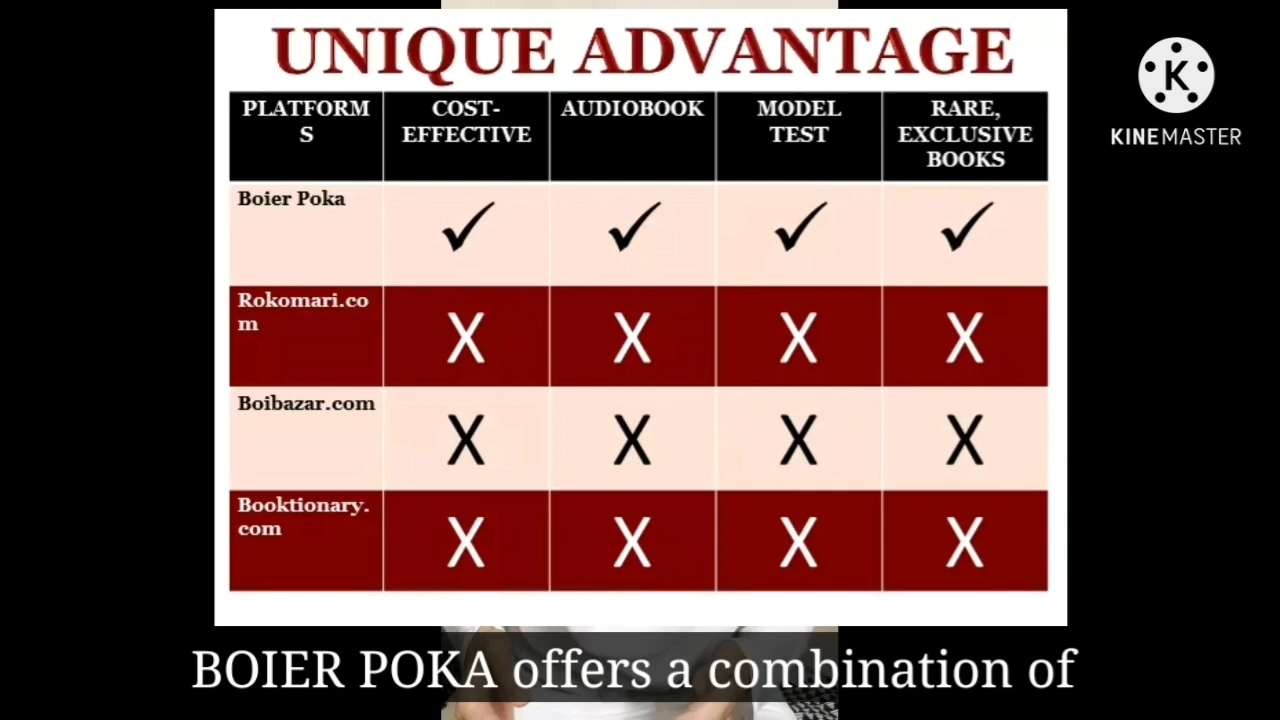 UNIQUE ADVANTAGE
PLATFORM
S
COST-
EFFECTIVE
AUDIOBOOK
MODEL
TEST
RARE,
EXCLUSIVE
BOOKS
Boier Poka
✓ ✓ ✓ ✓
Rokomari.co
m
X X X X
Boibazar.com
X X X X
Booktionary.
com
X X X X
K
KINEMASTER
BOIER POKA offers a combination of